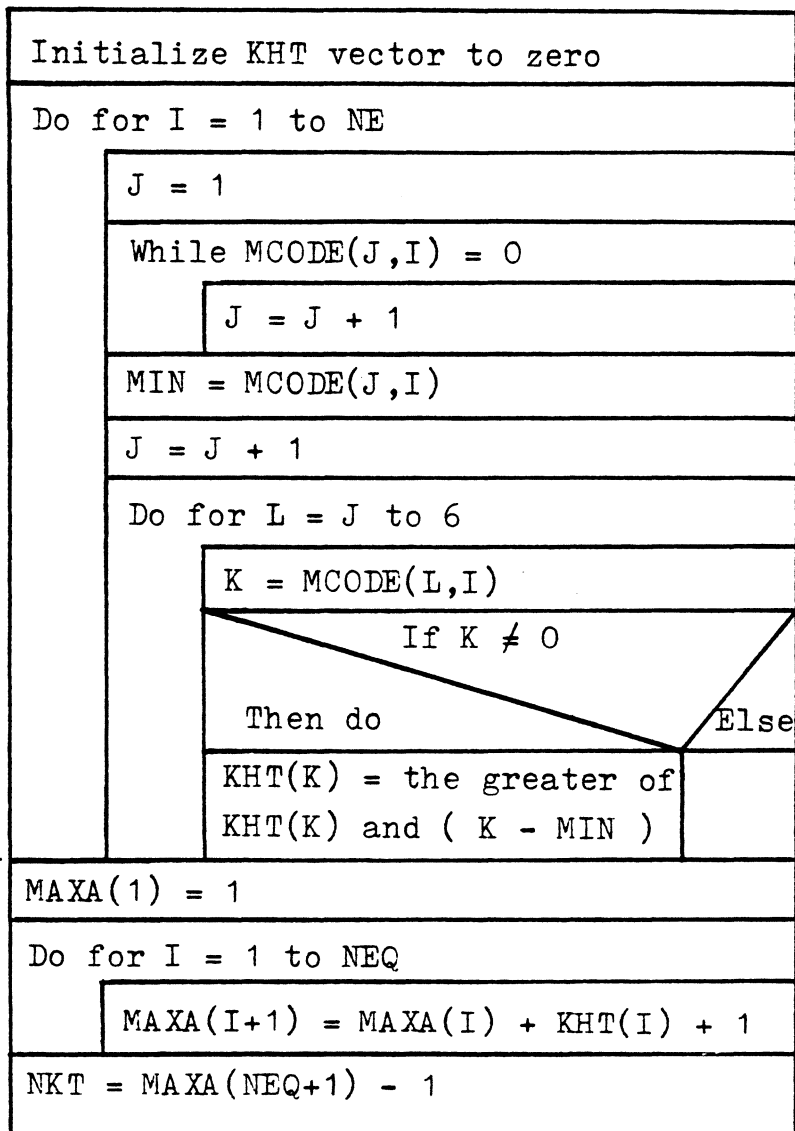 Initialize KHT vector to zero
Do for I = 1 to NE
J = 1
While MCODE(J,I) = 0
J = J + 1
MIN = MCODE(J,I)
J = J + 1
Do for L = J to 6
K = MCODE(L,I)
If K ≠ 0
Then do Else
KHT(K) = the greater of
KHT(K) and ( K - MIN )
MAXA(1) = 1
Do for I = 1 to NEQ
MAXA(I+1) = MAXA(I) + KHT(I) + 1
NKT = MAXA(NEQ+1) - 1